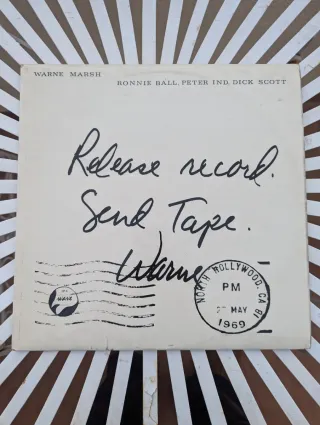 WARNE MARSH
RONNIE BALL, PETER IND, DICK SCOTT
Release record.
Send Tape.
Warne
wave
NORTH HOLLYWOOD, CA
PM
MAY
1969